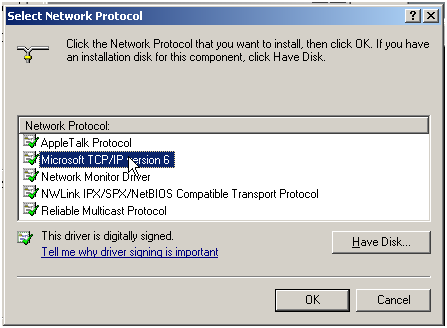 Select Network Protocol
Click the Network Protocol that you want to install, then click OK. If you have
an installation disk for this component, click Have Disk.
Network Protocol:
AppleTalk Protocol
Microsoft TCP/IP version 6
Network Monitor Driver
NWLink IPX/SPX/NetBIOS Compatible Transport Protocol
Reliable Multicast Protocol
This driver is digitally signed.
Tell me why driver signing is important
Have Disk...
OK
Cancel